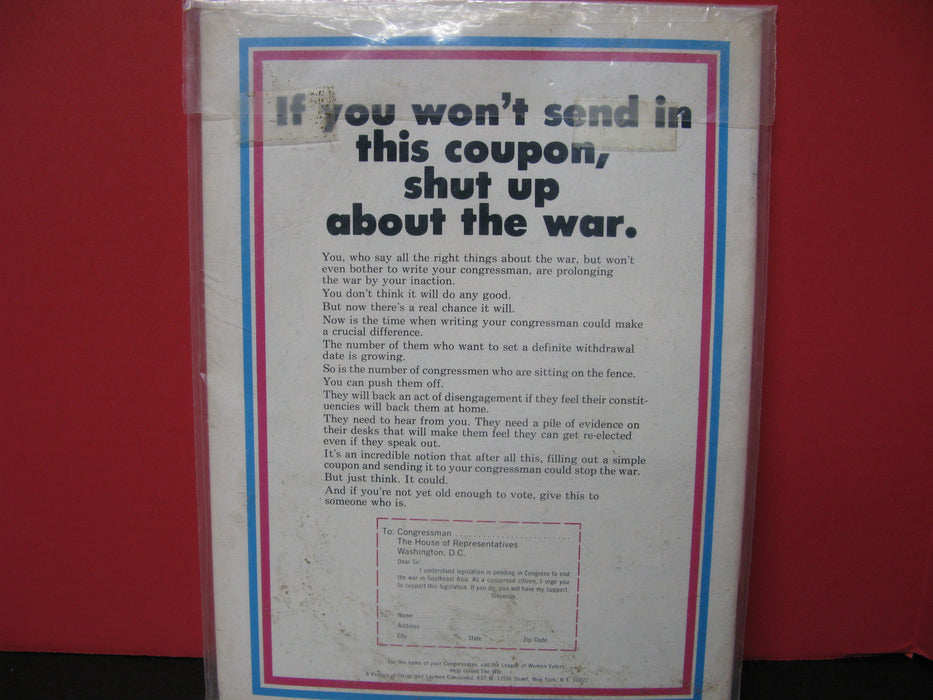 If you won't send in
this coupon,
shut up
about the war.
You, who say all the right things about the war, but won't
even bother to write your congressman, are prolonging
the war by your inaction.
You don't think it will do any good.
But now there's a real chance it will.
Now is the time when writing your congressman could make
a crucial difference.
The number of them who want to set a definite withdrawal
date is growing.
So is the number of congressmen who are sitting on the fence.
You can push them off.
They will back an act of disengagement if they feel their constit-
uencies will back them at home.
They need to hear from you. They need a pile of evidence on
their desks that will make them feel they can get re-elected
even if they speak out.
It's an incredible notion that after all this, filling out a simple
coupon and sending it to your congressman could stop the war.
But just think. It could.
And if you're not yet old enough to vote, give this to
someone who is.
To: Congressman
The House of Representatives
Washington, D.C.
Dear Sir
I understand legislation is pending in Congress to end
the war in Southeast Asia. As a concerned citizen, I urge you
to support this legislation. If you do, you will have my support.
Sincerely,
Name
Address
City State Zip Code
For the name of your Congressman, call the League of Women Voters.
Help Unsell The War
A Project of Clergy and Laymen Concerned, 637 W. 125th Street, New York, N.Y. 10027